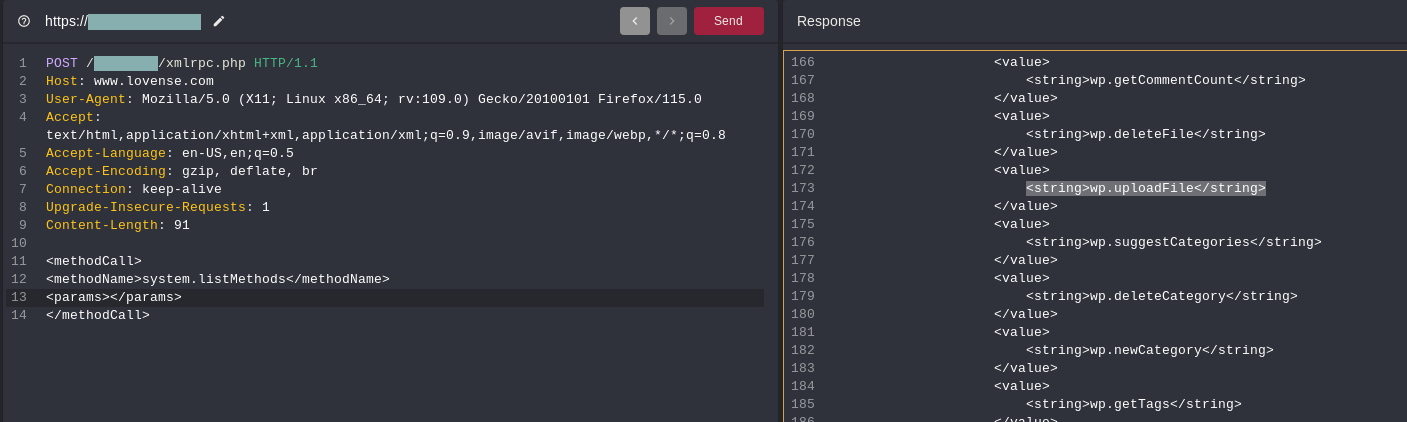 https://
Send
1 POST / /xmlrpc.php HTTP/1.1
2 Host: www.lovense.com
3 User-Agent: Mozilla/5.0 (X11; Linux x86_64; rv:109.0) Gecko/20100101 Firefox/115.0
4 Accept:
text/html,application/xhtml+xml,application/xml;q=0.9,image/avif,image/webp,*/*;q=0.8
5 Accept-Language: en-US,en;q=0.5
6 Accept-Encoding: gzip, deflate, br
7 Connection: keep-alive
8 Upgrade-Insecure-Requests: 1
9 Content-Length: 91
10
11 <methodCall>
12 <methodName>system.listMethods</methodName>
13 <params></params>
14 </methodCall>
Response
166 <value>
167 <string>wp.getCommentCount</string>
168 </value>
169 <value>
170 <string>wp.deleteFile</string>
171 </value>
172 <value>
173 <string>wp.uploadFile</string>
174 </value>
175 <value>
176 <string>wp.suggestCategories</string>
177 </value>
178 <value>
179 <string>wp.deleteCategory</string>
180 </value>
181 <value>
182 <string>wp.newCategory</string>
183 </value>
184 <value>
185 <string>wp.getTags</string>
186 </value>